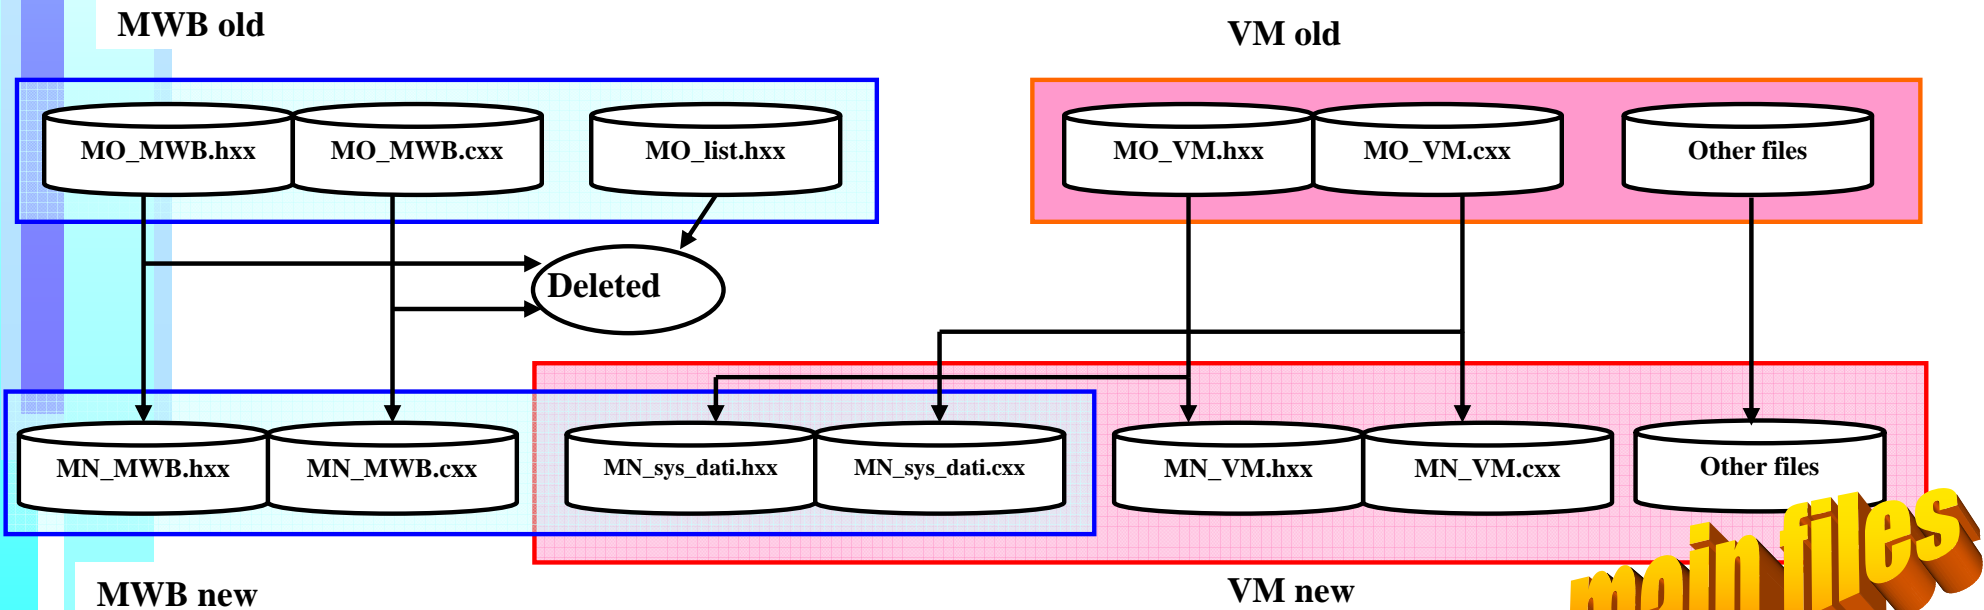 MWB old
VM old
MO_MWB.hxx
MO_MWB.cxx
MO_list.hxx
MO_VM.hxx
MO_VM.cxx
Other files
Deleted
MN_MWB.hxx
MN_MWB.cxx
MN_sys_dati.hxx
MN_sys_dati.cxx
MN_VM.hxx
MN_VM.cxx
Other files
main files
MWB new
VM new